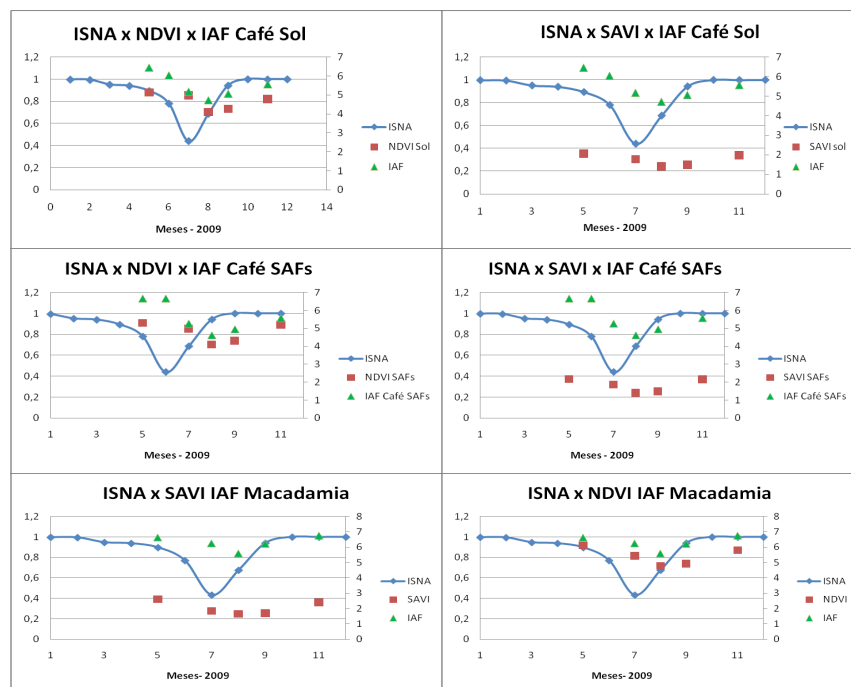 ISNA x NDVI x IAF Café Sol
1,2
1
0,8
0,6
0,4
0,2
0
7
6
5
4
3
2
1
0
0 2 4 6 8 10 12 14
Meses - 2009
ISNA
NDVI Sol
IAF
ISNA x SAVI x IAF Café Sol
1,2
1
0,8
0,6
0,4
0,2
0
7
6
5
4
3
2
1
0
1 3 5 7 9 11
Meses - 2009
ISNA
SAVI sol
IAF
ISNA x NDVI x IAF Café SAFs
1,2
1
0,8
0,6
0,4
0,2
0
7
6
5
4
3
2
1
0
1 3 5 7 9 11
Meses - 2009
ISNA
NDVI SAFs
IAF Café SAFs
ISNA x SAVI x IAF Café SAFs
1,2
1
0,8
0,6
0,4
0,2
0
7
6
5
4
3
2
1
0
1 3 5 7 9 11
Meses - 2009
ISNA
SAVI SAFs
IAF Café SAFs
ISNA x SAVI IAF Macadamia
1,2
1
0,8
0,6
0,4
0,2
0
8
7
6
5
4
3
2
1
0
1 3 5 7 9 11
Meses- 2009
ISNA
SAVI
IAF
ISNA x NDVI IAF Macadamia
1,2
1
0,8
0,6
0,4
0,2
0
8
7
6
5
4
3
2
1
0
1 3 5 7 9 11
Meses- 2009
ISNA
NDVI
IAF